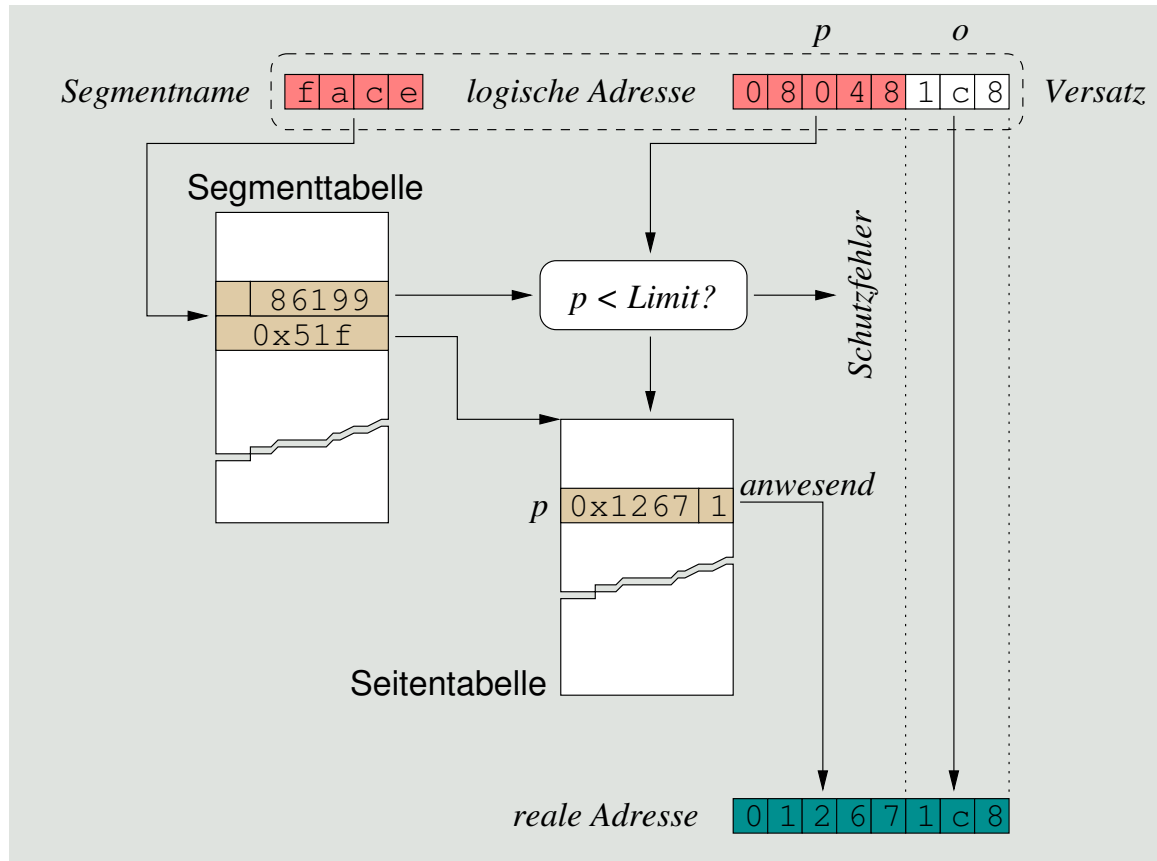 p o
Segmentname f a c e logische Adresse 0 8 0 4 8 1 c 8 Versatz
Segmenttabelle
86199
0x51f
p < Limit?
Schutzfehler
anwesend
p 0x1267 1
Seitentabelle
reale Adresse 0 1 2 6 7 1 c 8